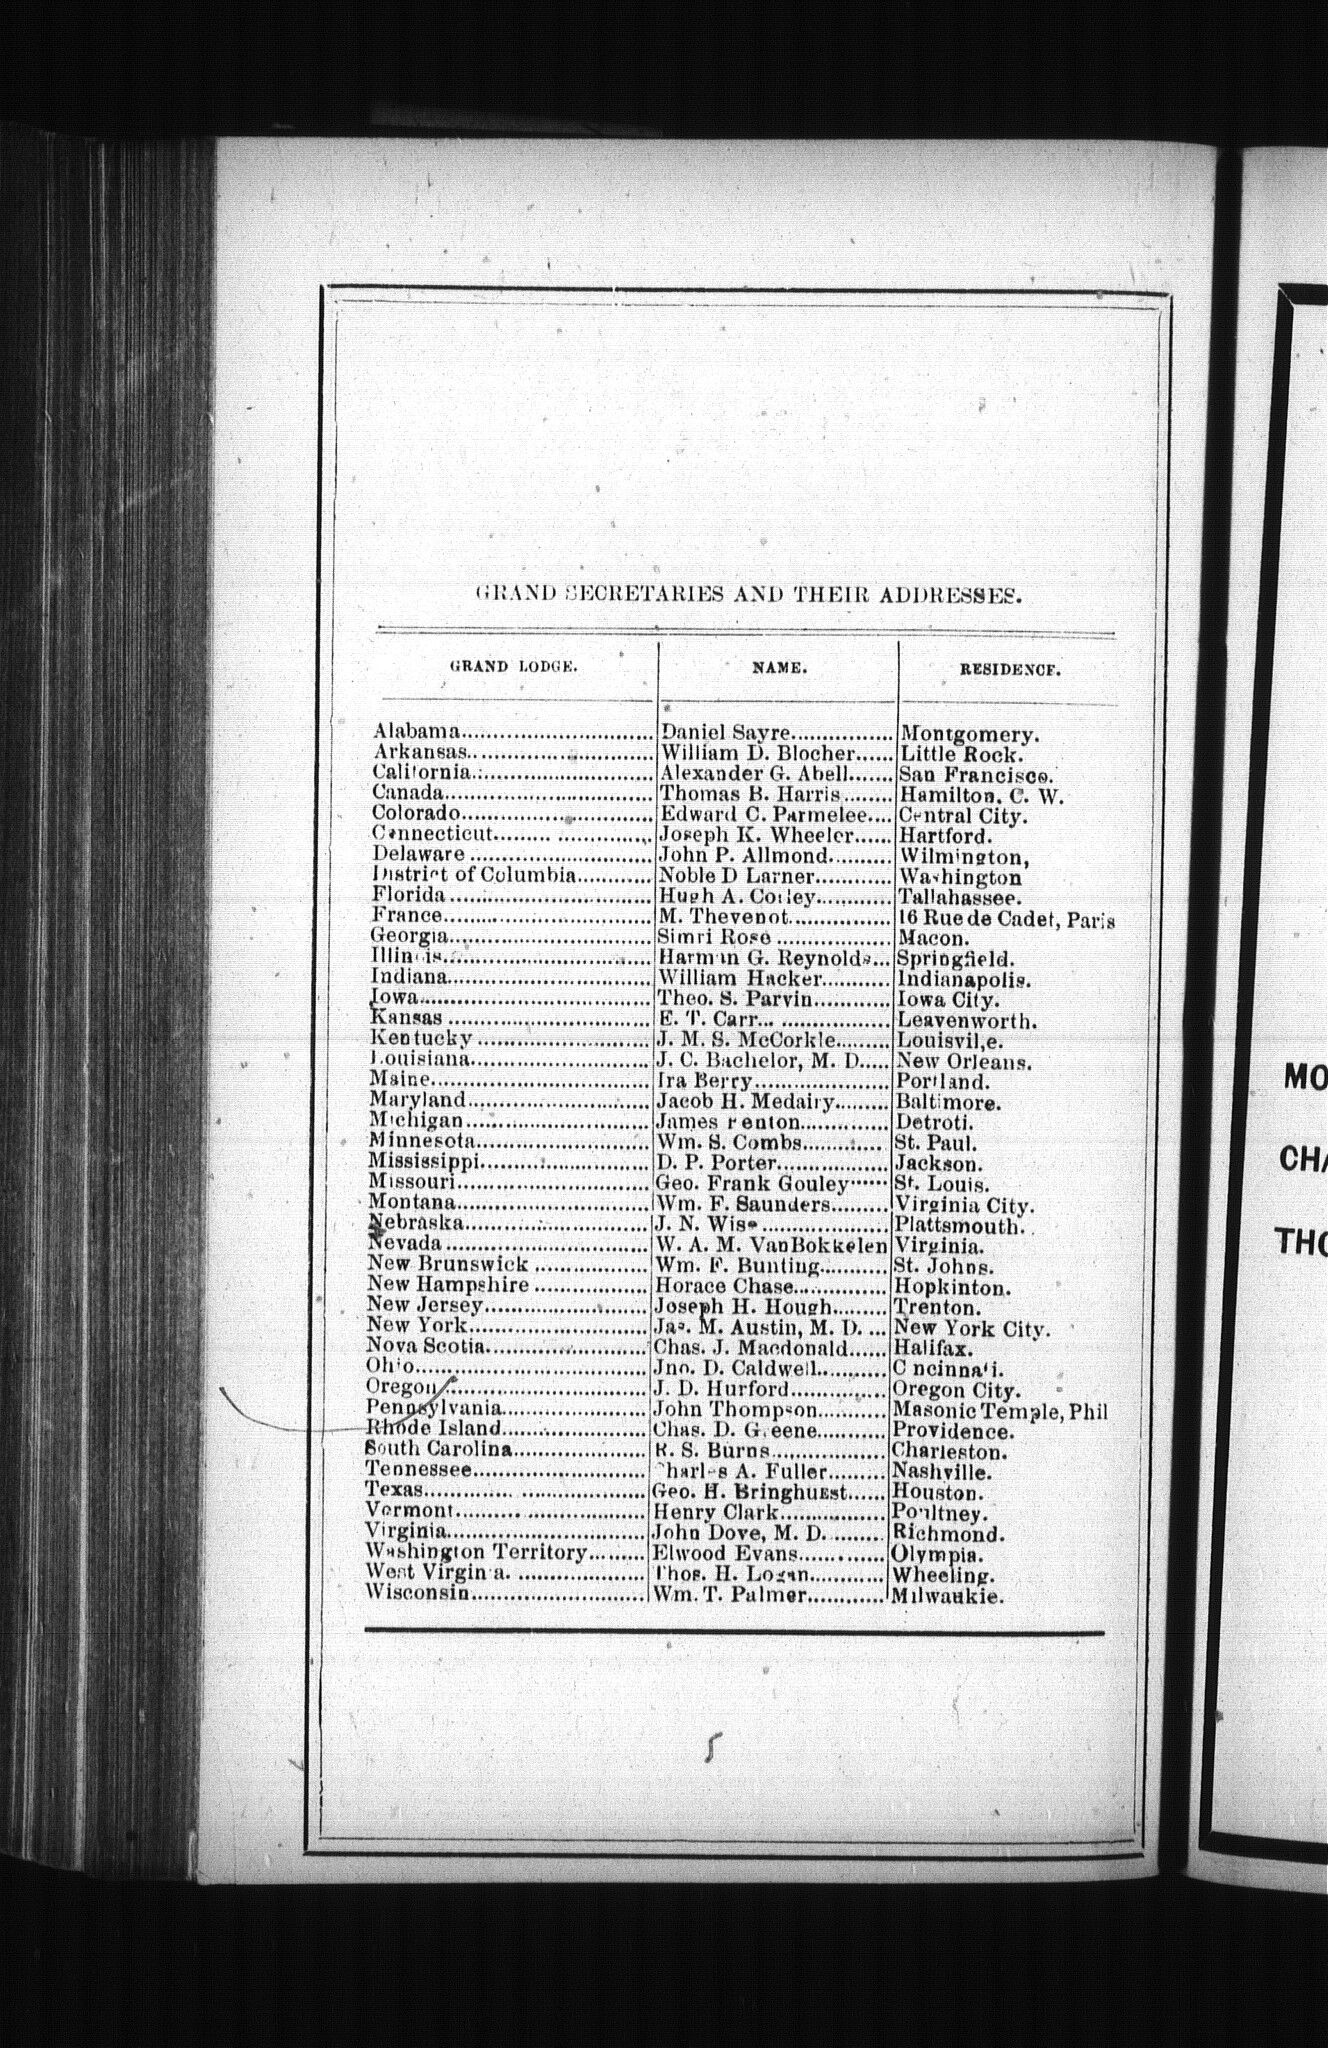 GRAND SECRETARIES AND THEIR ADDRESSES.
GRAND LODGE. NAME. RESIDENCE.
Alabama Daniel Sayre Montgomery.
Arkansas William D. Blocher Little Rock.
California Alexander G. Abell San Francisco.
Canada Thomas B. Harris Hamilton. C. W.
Colorado Edward C. Parmelee Central City.
Connecticut Joseph K. Wheeler Hartford.
Delaware John P. Allmond Wilmington,
District of Columbia Noble D Larner Washington
Florida Hugh A. Corley Tallahassee.
France M. Thevenot 16 Rue de Cadet, Paris
Georgia Simri Rose Macon.
Illinois Harman G. Reynolds Springfield.
Indiana William Hacker Indianapolis.
Iowa Theo. S. Parvin Iowa City.
Kansas E. T. Carr Leavenworth.
Kentucky J. M. S. McCorkle Louisvil,e.
Louisiana J. C. Bachelor, M. D. New Orleans.
Maine Ira Berry Portland.
Maryland Jacob H. Medairy Baltimore.
Michigan James Fenton Detroti.
Minnesota Wm. S. Combs St. Paul.
Mississippi D. P. Porter Jackson.
Missouri Geo. Frank Gouley St. Louis.
Montana Wm. F. Saunders Virginia City.
Nebraska J. N. Wise Plattsmouth.
Nevada W. A. M. VanBokkelen Virginia.
New Brunswick Wm. F. Bunting St. Johns.
New Hampshire Horace Chase Hopkinton.
New Jersey Joseph H. Hough Trenton.
New York Jas. M. Austin, M. D. New York City.
Nova Scotia Chas. J. Macdonald Halifax.
Ohio Jno. D. Caldwell Cincinnati.
Oregon J. D. Hurford Oregon City.
Pennsylvania John Thompson Masonic Temple, Phil
Rhode Island Chas. D. Greene Providence.
South Carolina R. S. Burns Charleston.
Tennessee Charles A. Fuller Nashville.
Texas Geo. H. Bringhurst Houston.
Vermont Henry Clark Poultney.
Virginia John Dove, M. D. Richmond.
Washington Territory Elwood Evans Olympia.
West Virginia. Thos. H. Logan Wheeling.
Wisconsin Wm. T. Palmer Milwaukie.
MO
CHA
THO